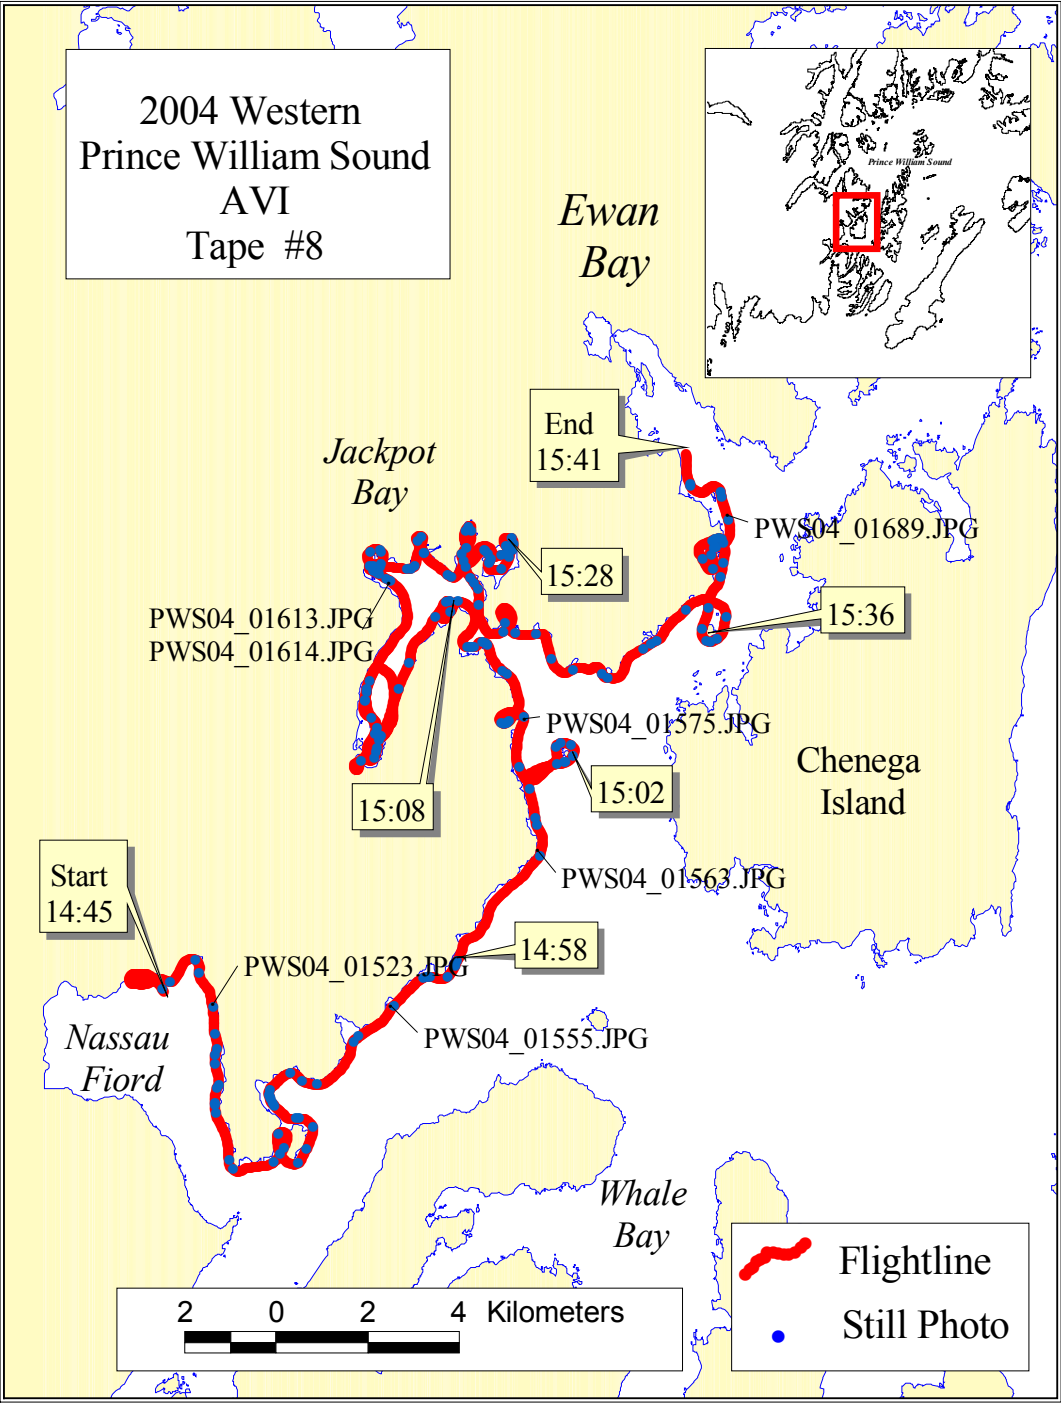 2004 Western
Prince William Sound
AVI
Tape #8
Prince William Sound
Ewan
Bay
End
15:41
Jackpot
Bay
PWS04_01689.JPG
15:28
15:36
PWS04_01613.JPG
PWS04_01614.JPG
PWS04_01575.JPG
Chenega
Island
15:02
15:08
Start
14:45
PWS04_01563.JPG
14:58
PWS04_01523.JPG
PWS04_01555.JPG
Nassau
Fiord
Whale
Bay
Flightline
Still Photo
2 0 2 4 Kilometers